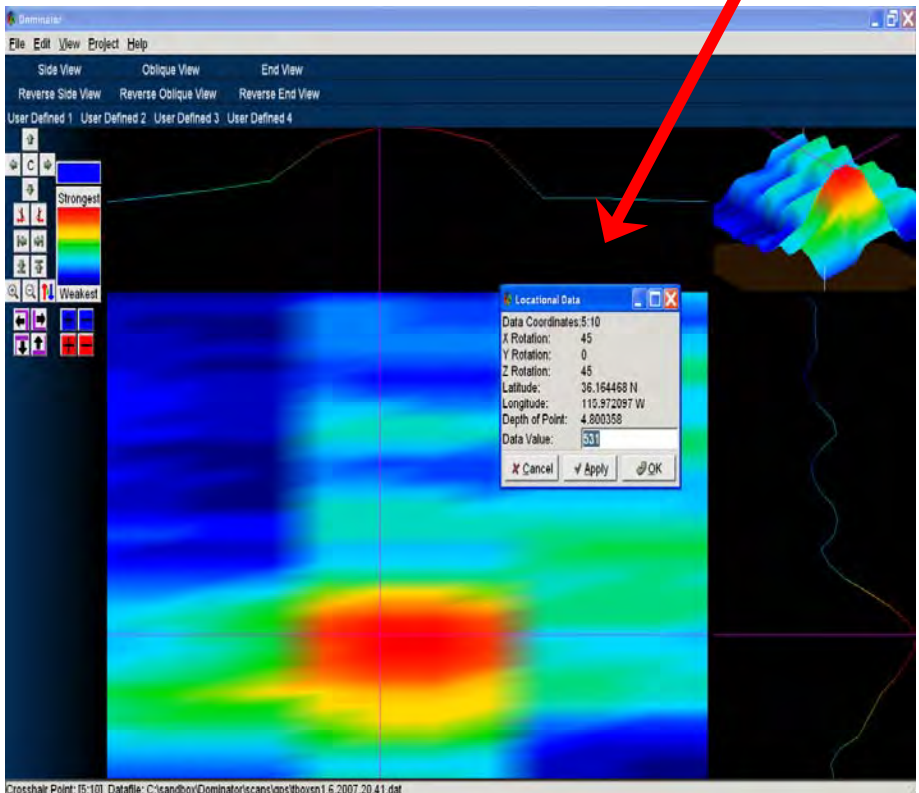 Dominator
File Edit View Project Help
Side View Oblique View End View
Reverse Side View Reverse Oblique View Reverse End View
User Defined 1 User Defined 2 User Defined 3 User Defined 4
C
Strongest
Weakest
Locational Data
Data Coordinates:5:10
X Rotation: 45
Y Rotation: 0
Z Rotation: 45
Latitude: 36.164468 N
Longitude: 115.972097 W
Depth of Point: 4.800358
Data Value: 531
Cancel Apply OK
Crosshair Point: [5:10] Datafile: C:\sandbox\Dominator\scans\gps\tboxsn1.6.2007.20.41.dat